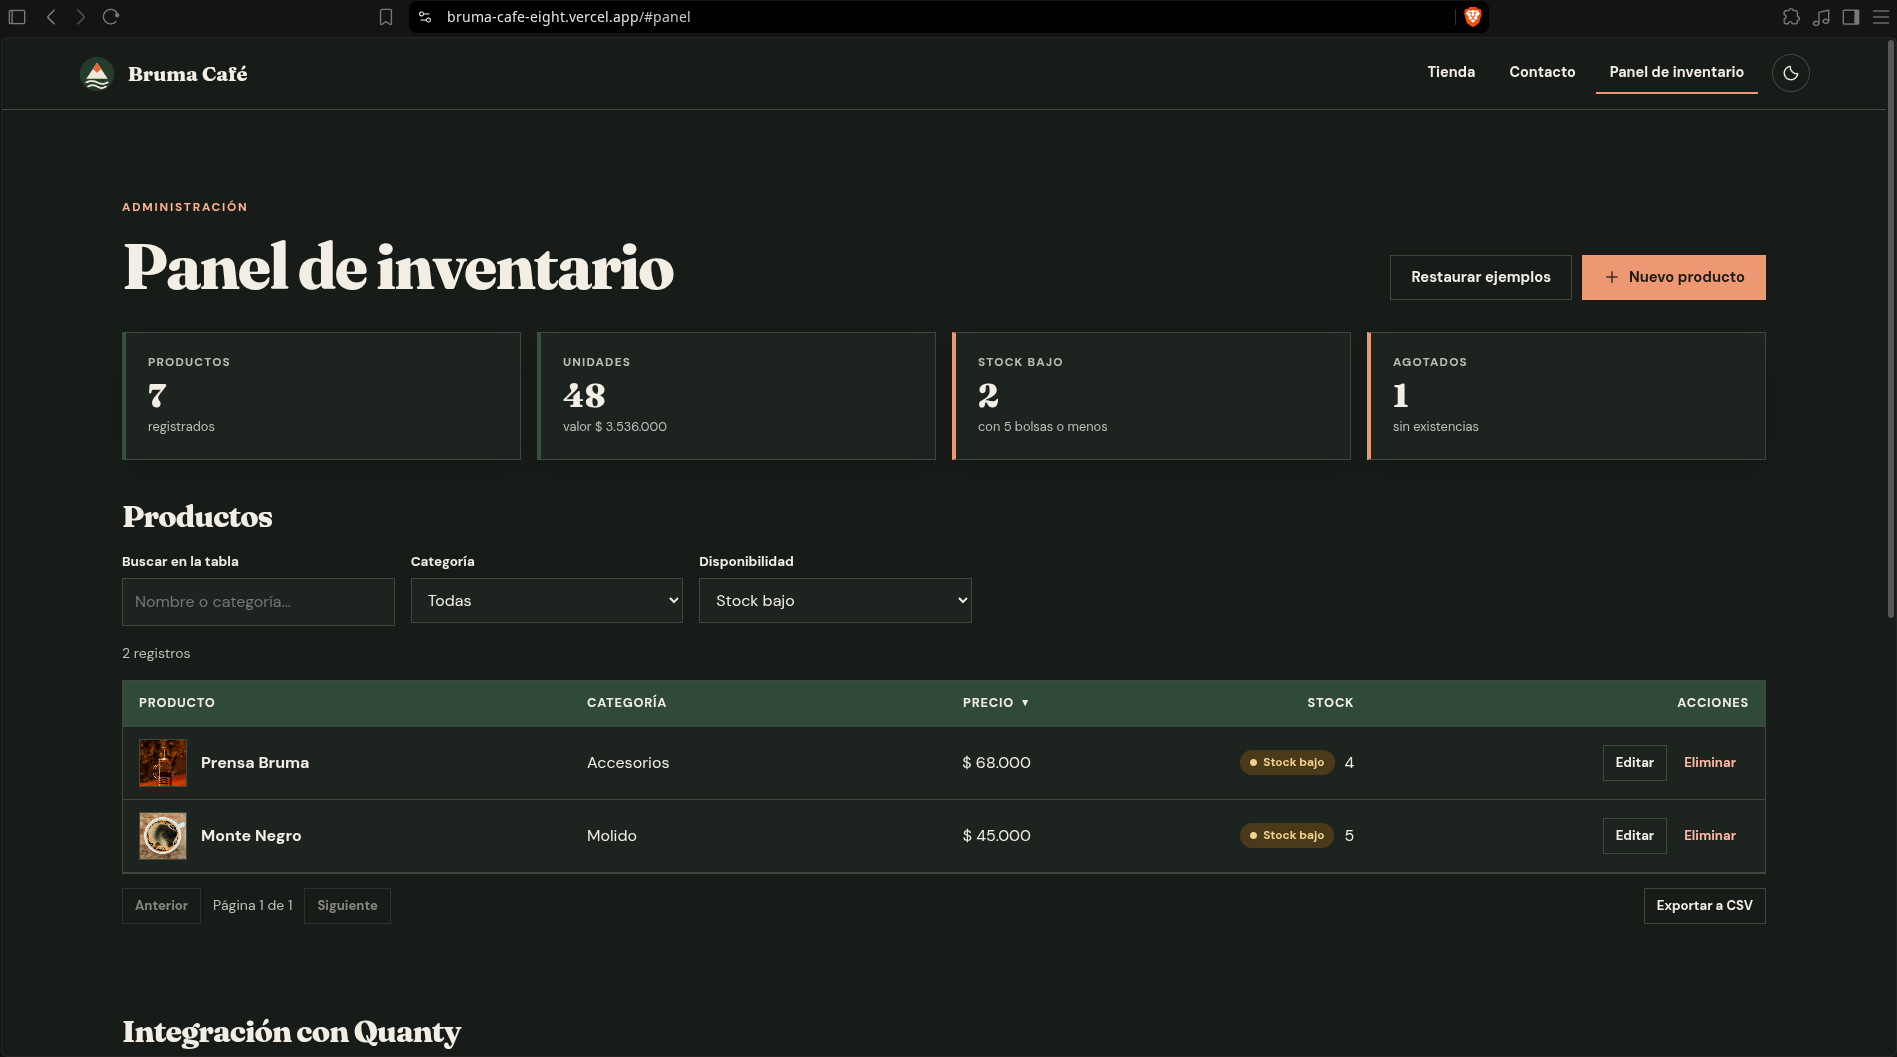 bruma-cafe-eight.vercel.app/#panel
Bruma Café
Tienda
Contacto
Panel de inventario
ADMINISTRACIÓN
Panel de inventario
Restaurar ejemplos
+ Nuevo producto
PRODUCTOS
7
registrados
UNIDADES
48
valor $ 3.536.000
STOCK BAJO
2
con 5 bolsas o menos
AGOTADOS
1
sin existencias
Productos
Buscar en la tabla
Nombre o categoría...
Categoría
Todas
Disponibilidad
Stock bajo
2 registros
PRODUCTO CATEGORÍA PRECIO ▼ STOCK ACCIONES
Prensa Bruma Accesorios $ 68.000 Stock bajo 4 Editar Eliminar
Monte Negro Molido $ 45.000 Stock bajo 5 Editar Eliminar
Anterior Página 1 de 1 Siguiente
Exportar a CSV
Integración con Quanty